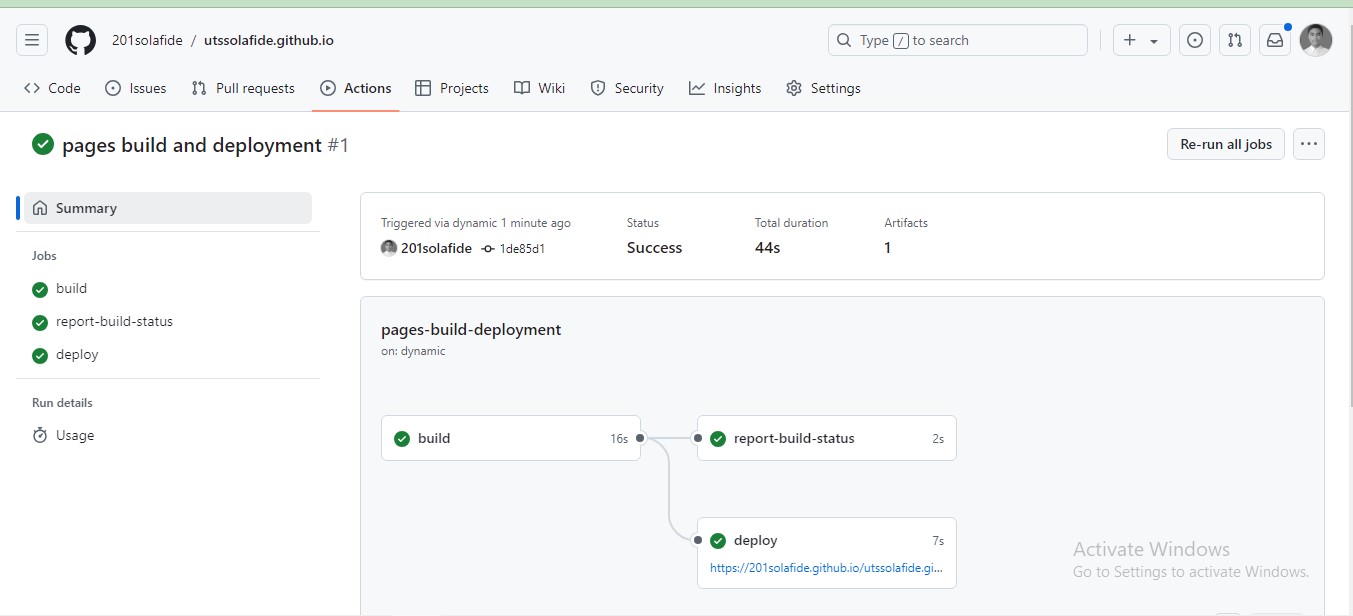 201solafide / utssolafide.github.io
Type / to search
Code Issues Pull requests Actions Projects Wiki Security Insights Settings
pages build and deployment #1
Re-run all jobs
Summary
Jobs
build
report-build-status
deploy
Run details
Usage
Triggered via dynamic 1 minute ago
201solafide 1de85d1
Status
Success
Total duration
44s
Artifacts
1
pages-build-deployment
on: dynamic
build 16s
report-build-status 2s
deploy 7s
https://201solafide.github.io/utssolafide.gi...
Activate Windows
Go to Settings to activate Windows.